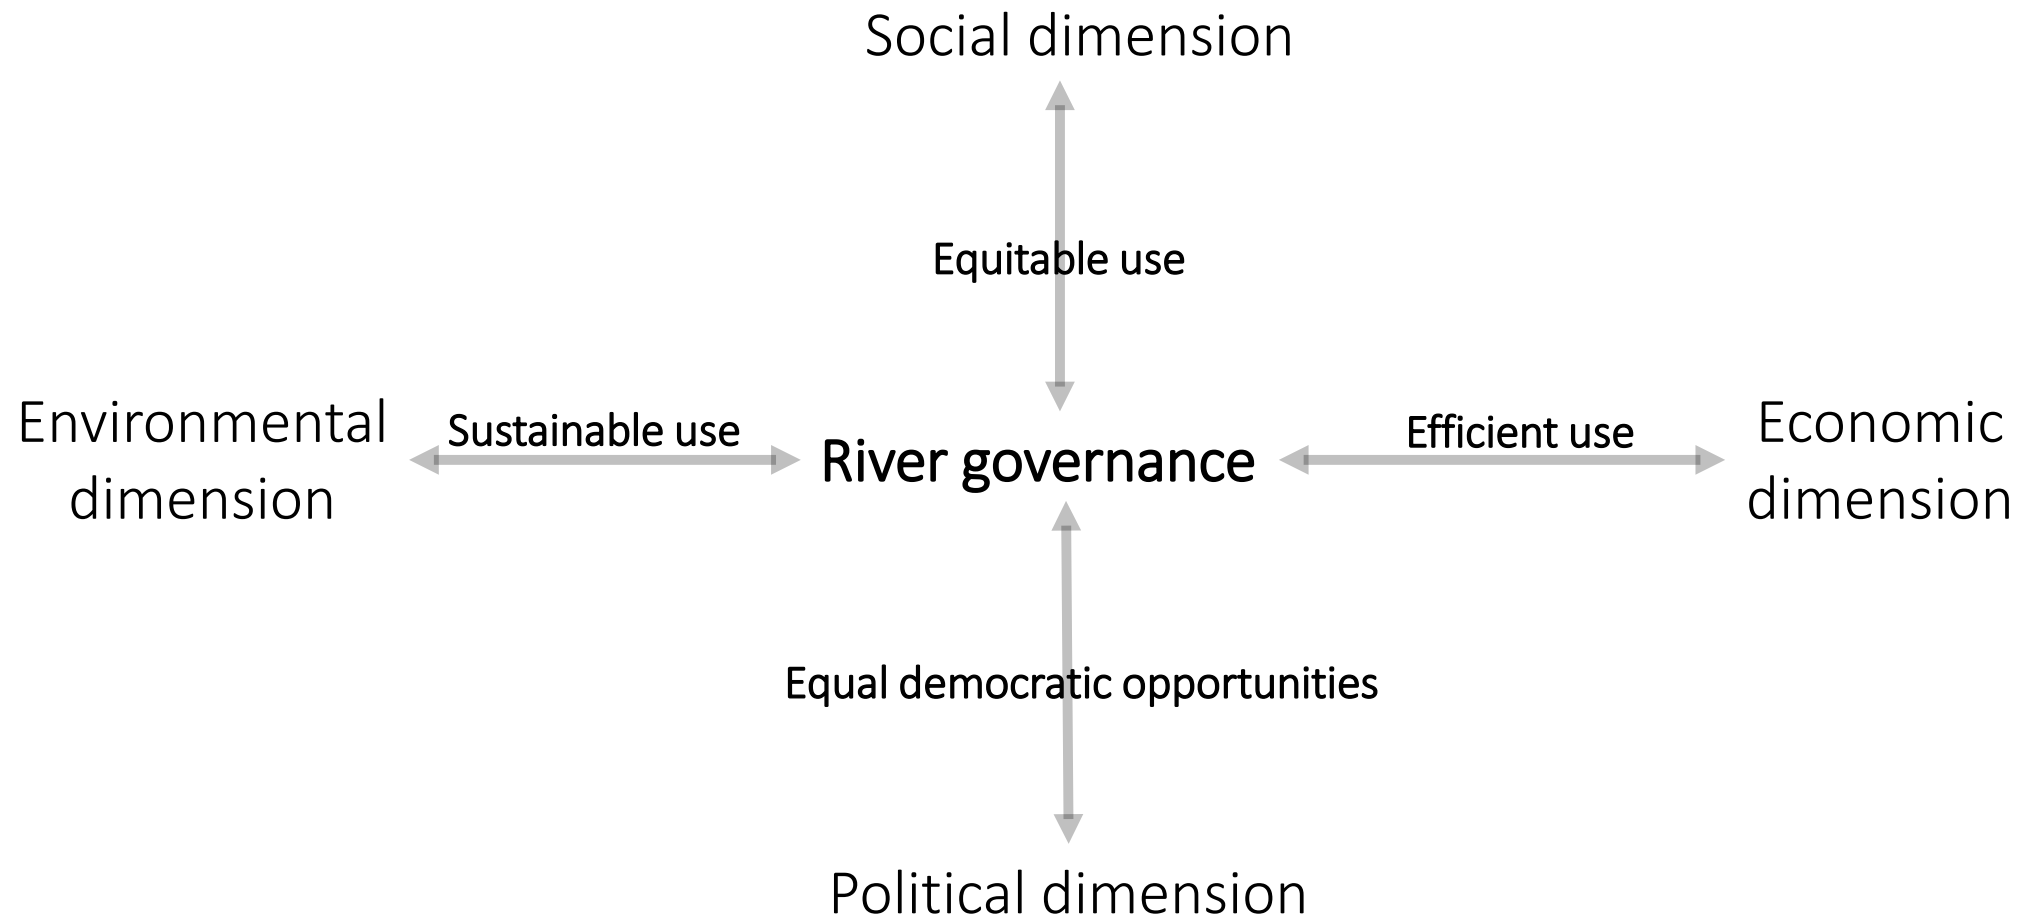 Social dimension
Equitable use
Environmental
dimension
Sustainable use
River governance
Efficient use
Economic
dimension
Equal democratic opportunities
Political dimension